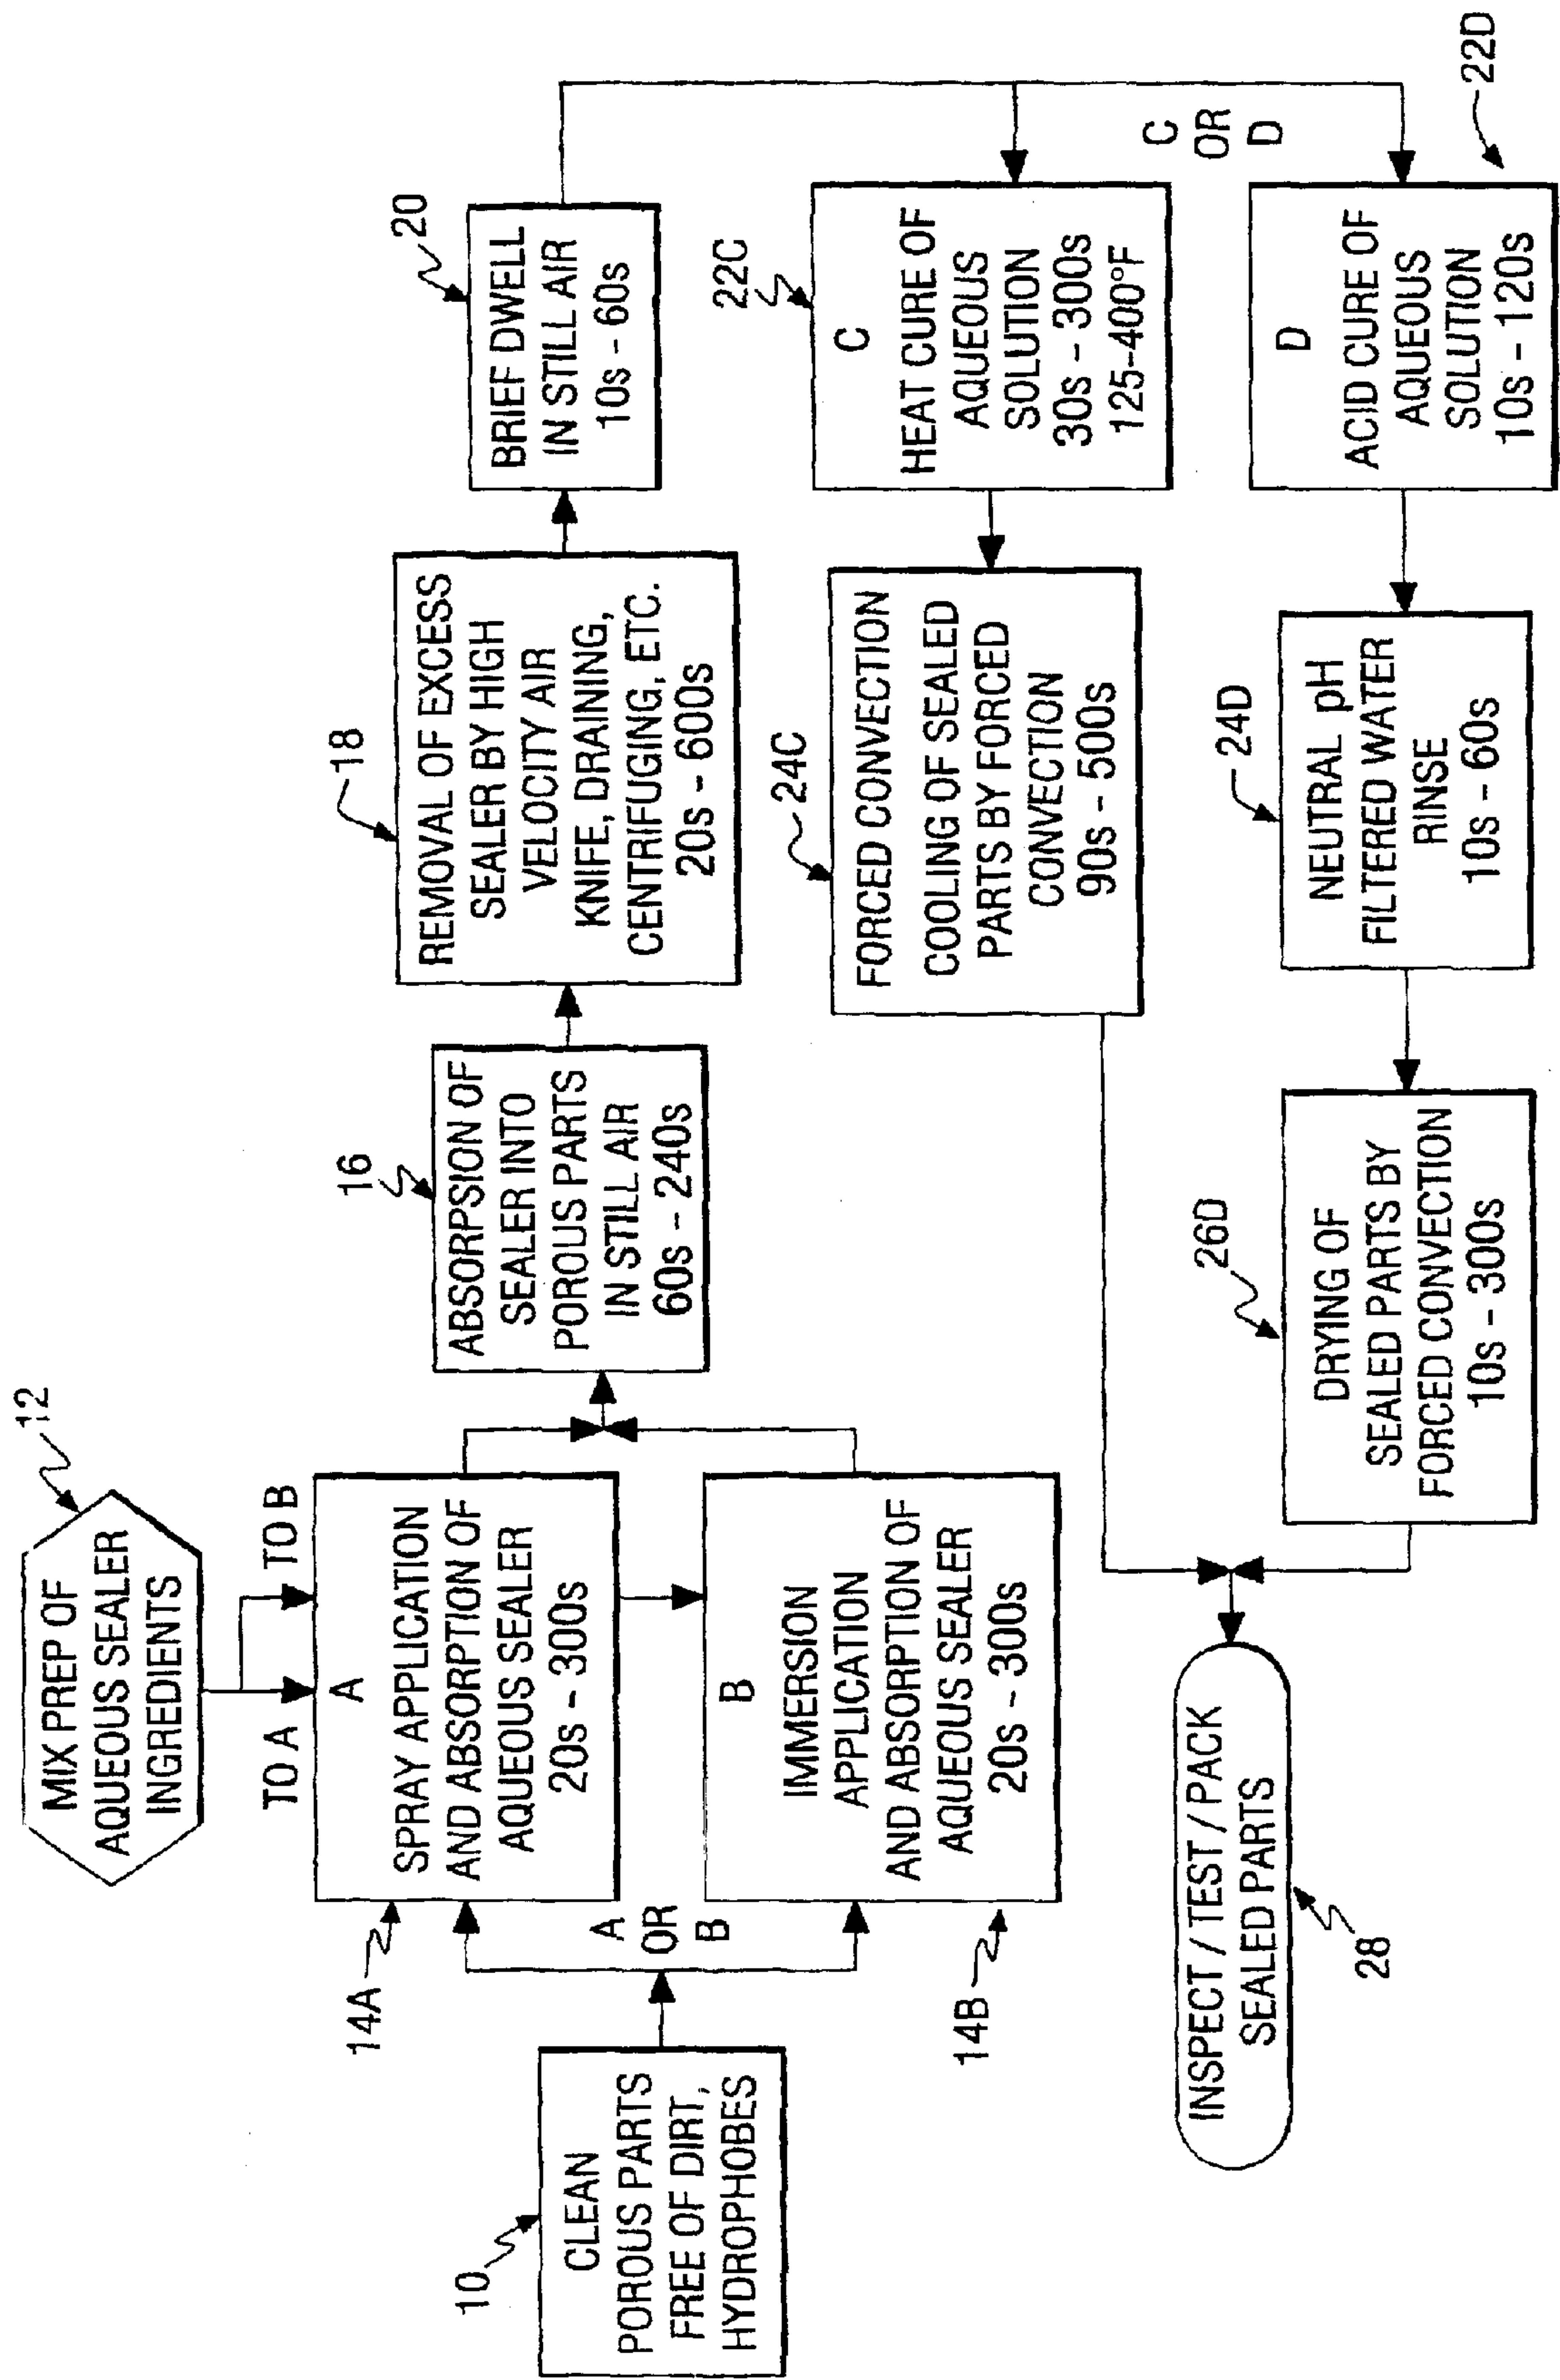 12
MIX PREP OF
AQUEOUS SEALER
INGREDIENTS
TO A
TO B
10
CLEAN
POROUS PARTS
FREE OF DIRT,
HYDROPHOBES
A
OR
B
14A
A
SPRAY APPLICATION
AND ABSORPTION OF
AQUEOUS SEALER
20s - 300s
14B
B
IMMERSION
APPLICATION
AND ABSORPTION OF
AQUEOUS SEALER
20s - 300s
16
ABSORPSION OF
SEALER INTO
POROUS PARTS
IN STILL AIR
60s - 240s
18
REMOVAL OF EXCESS
SEALER BY HIGH
VELOCITY AIR
KNIFE, DRAINING,
CENTRIFUGING, ETC.
20s - 600s
20
BRIEF DWELL
IN STILL AIR
10s - 60s
C
OR
D
22C
C
HEAT CURE OF
AQUEOUS
SOLUTION
30s - 300s
125-400°F
24C
FORCED CONVECTION
COOLING OF SEALED
PARTS BY FORCED
CONVECTION
90s - 500s
22D
D
ACID CURE OF
AQUEOUS
SOLUTION
10s - 120s
24D
NEUTRAL pH
FILTERED WATER
RINSE
10s - 60s
26D
DRYING OF
SEALED PARTS BY
FORCED CONVECTION
10s - 300s
INSPECT / TEST / PACK
SEALED PARTS
28